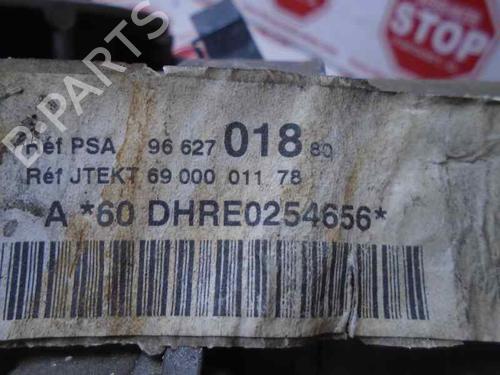 STOP
B-PARTS
Réf PSA 96 627 018 80
Réf JTEKT 69 000 011 78
A *60 DHRE0254656*